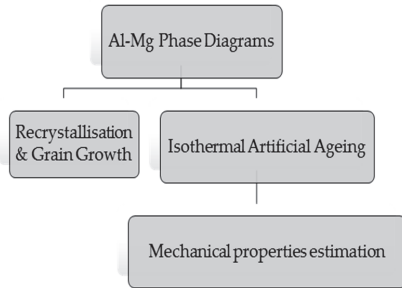 Al-Mg Phase Diagrams
Recrystallisation
& Grain Growth
Isothermal Artificial Ageing
Mechanical properties estimation